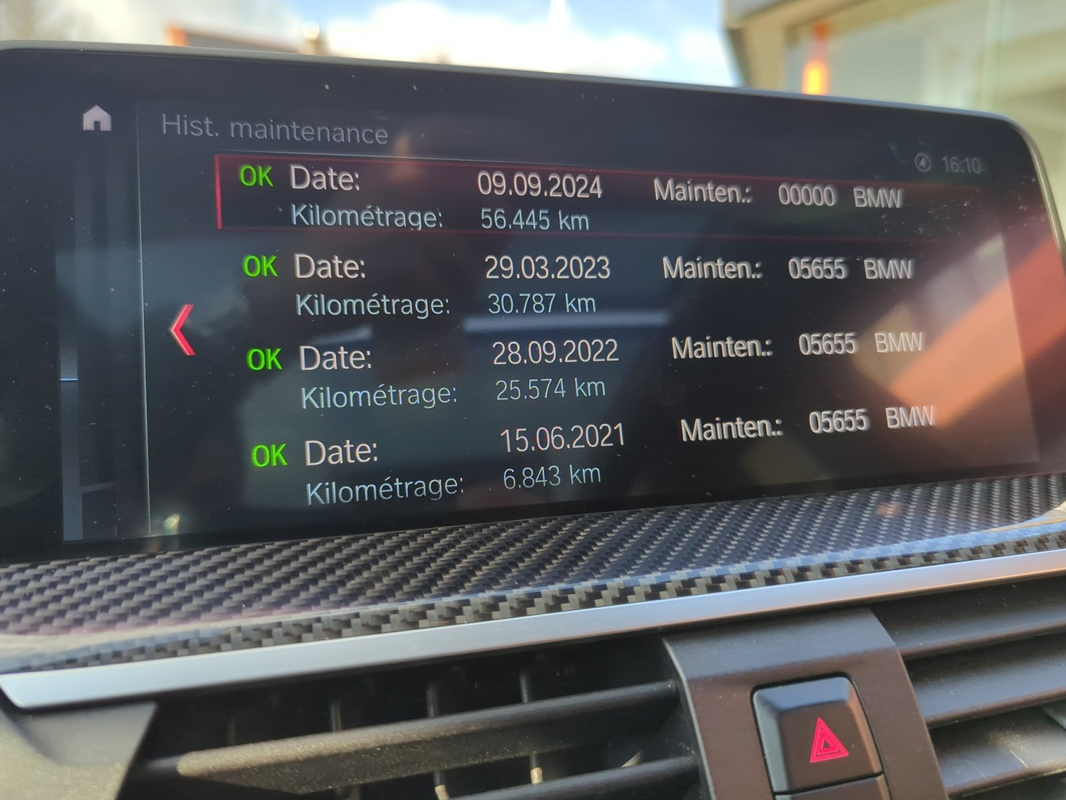 Hist. maintenance
16:10
OK Date: 09.09.2024 Mainten.: 00000 BMW
Kilométrage: 56.445 km
OK Date: 29.03.2023 Mainten.: 05655 BMW
Kilométrage: 30.787 km
OK Date: 28.09.2022 Mainten.: 05655 BMW
Kilométrage: 25.574 km
OK Date: 15.06.2021 Mainten.: 05655 BMW
Kilométrage: 6.843 km